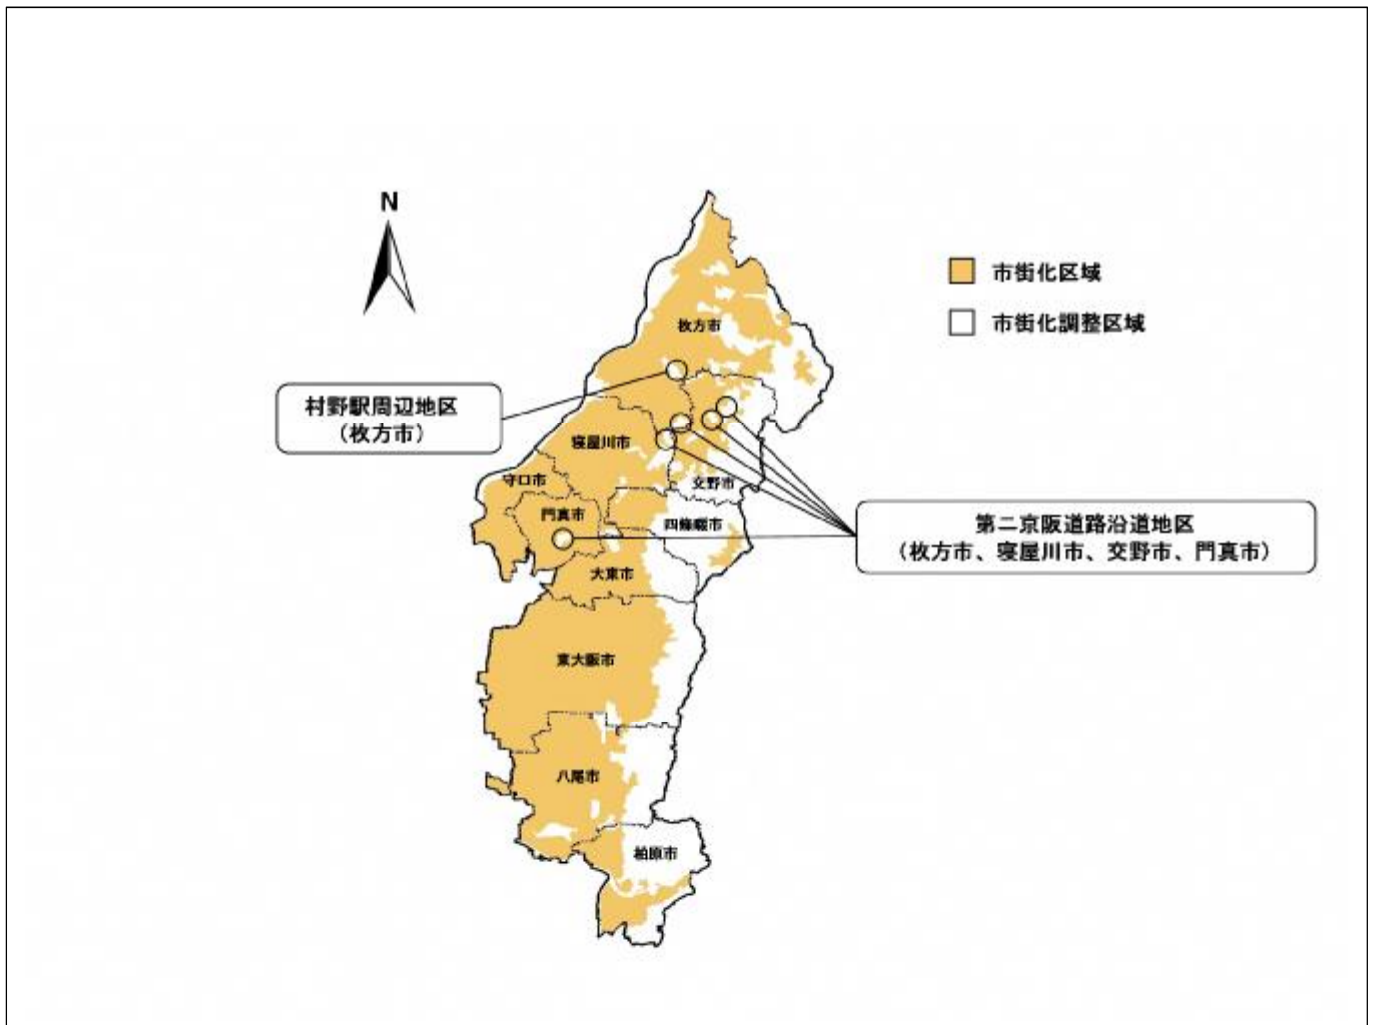 N
市街化区域
市街化調整区域
枚方市
村野駅周辺地区
（枚方市）
寝屋川市
守口市
交野市
門真市
四條畷市
第二京阪道路沿道地区
（枚方市、寝屋川市、交野市、門真市）
大東市
東大阪市
八尾市
柏原市